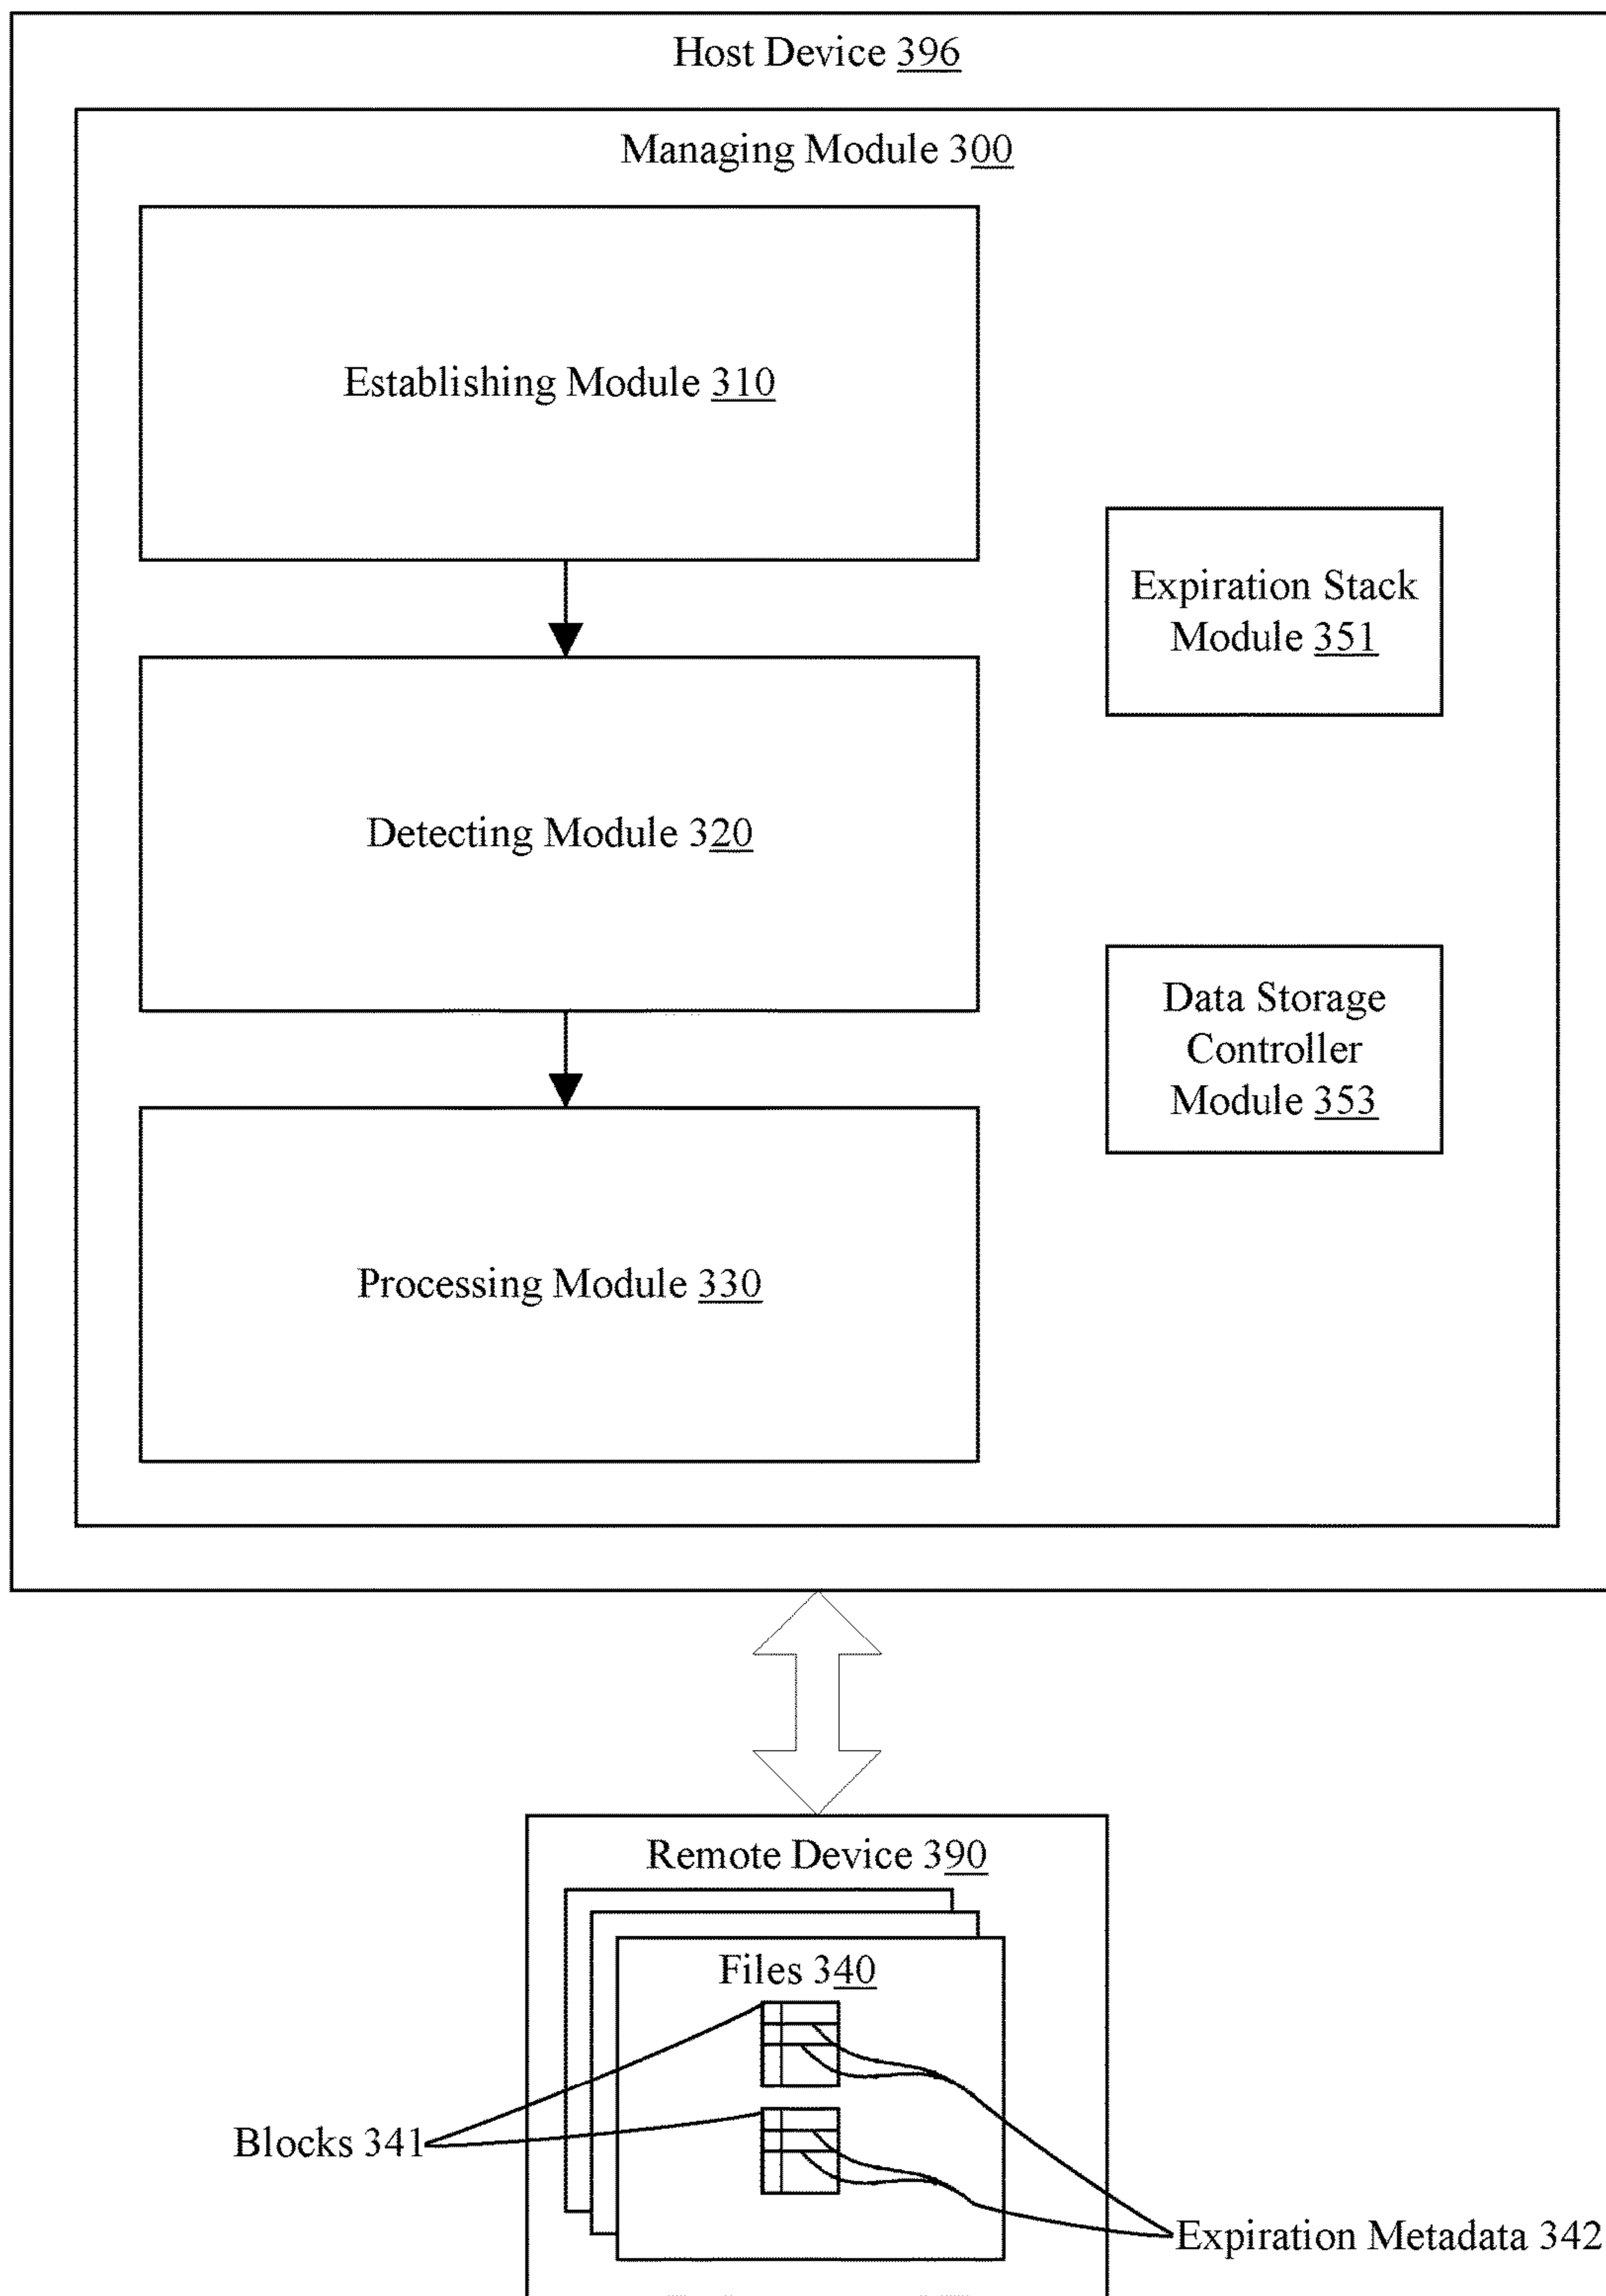 Host Device 396
Managing Module 300
Establishing Module 310
Expiration Stack
Module 351
Detecting Module 320
Data Storage
Controller
Module 353
Processing Module 330
Remote Device 390
Files 340
Blocks 341
Expiration Metadata 342